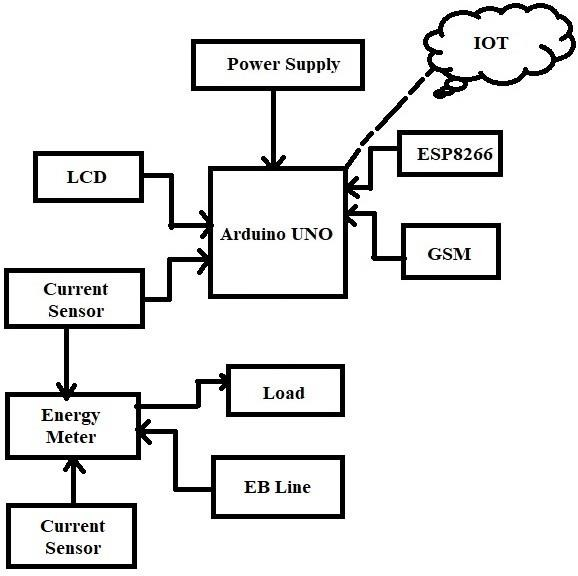 IOT
Power Supply
ESP8266
LCD
Arduino UNO
GSM
Current
Sensor
Load
Energy
Meter
EB Line
Current
Sensor